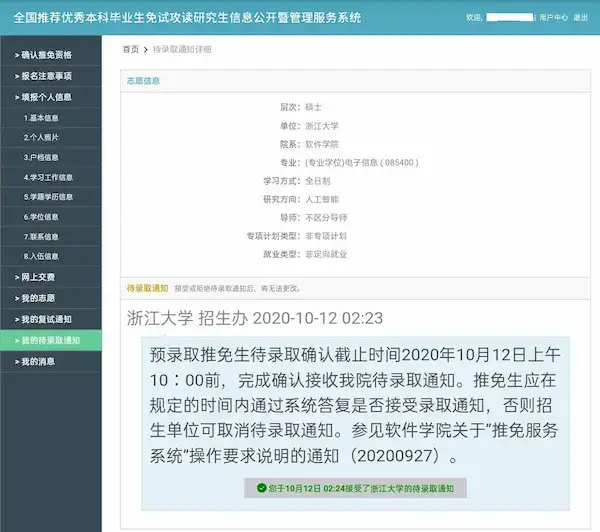 全国推荐优秀本科毕业生免试攻读研究生信息公开暨管理服务系统
欢迎, | 用户中心 退出
> 确认推免资格
> 报名注意事项
> 填报个人信息
1.基本信息
2.个人照片
3.户档信息
4.学习工作信息
5.学籍学历信息
6.学位信息
7.联系信息
8.入伍信息
> 网上交费
> 我的志愿
> 我的复试通知
> 我的待录取通知
> 我的消息
首页 > 待录取通知详细
志愿信息
层次: 硕士
单位: 浙江大学
院系: 软件学院
专业: (专业学位)电子信息 ( 085400 )
学习方式: 全日制
研究方向: 人工智能
导师: 不区分导师
专项计划类型: 非专项计划
就业类型: 非定向就业
待录取通知 接受或拒绝待录取通知后，将无法更改。
浙江大学 招生办 2020-10-12 02:23
预录取推免生待录取确认截止时间2020年10月12日上午
10：00前，完成确认接收我院待录取通知。推免生应在
规定的时间内通过系统答复是否接受录取通知，否则招
生单位可取消待录取通知。参见软件学院关于“推免服务
系统”操作要求说明的通知（20200927）。
您于10月12日 02:24接受了浙江大学的待录取通知